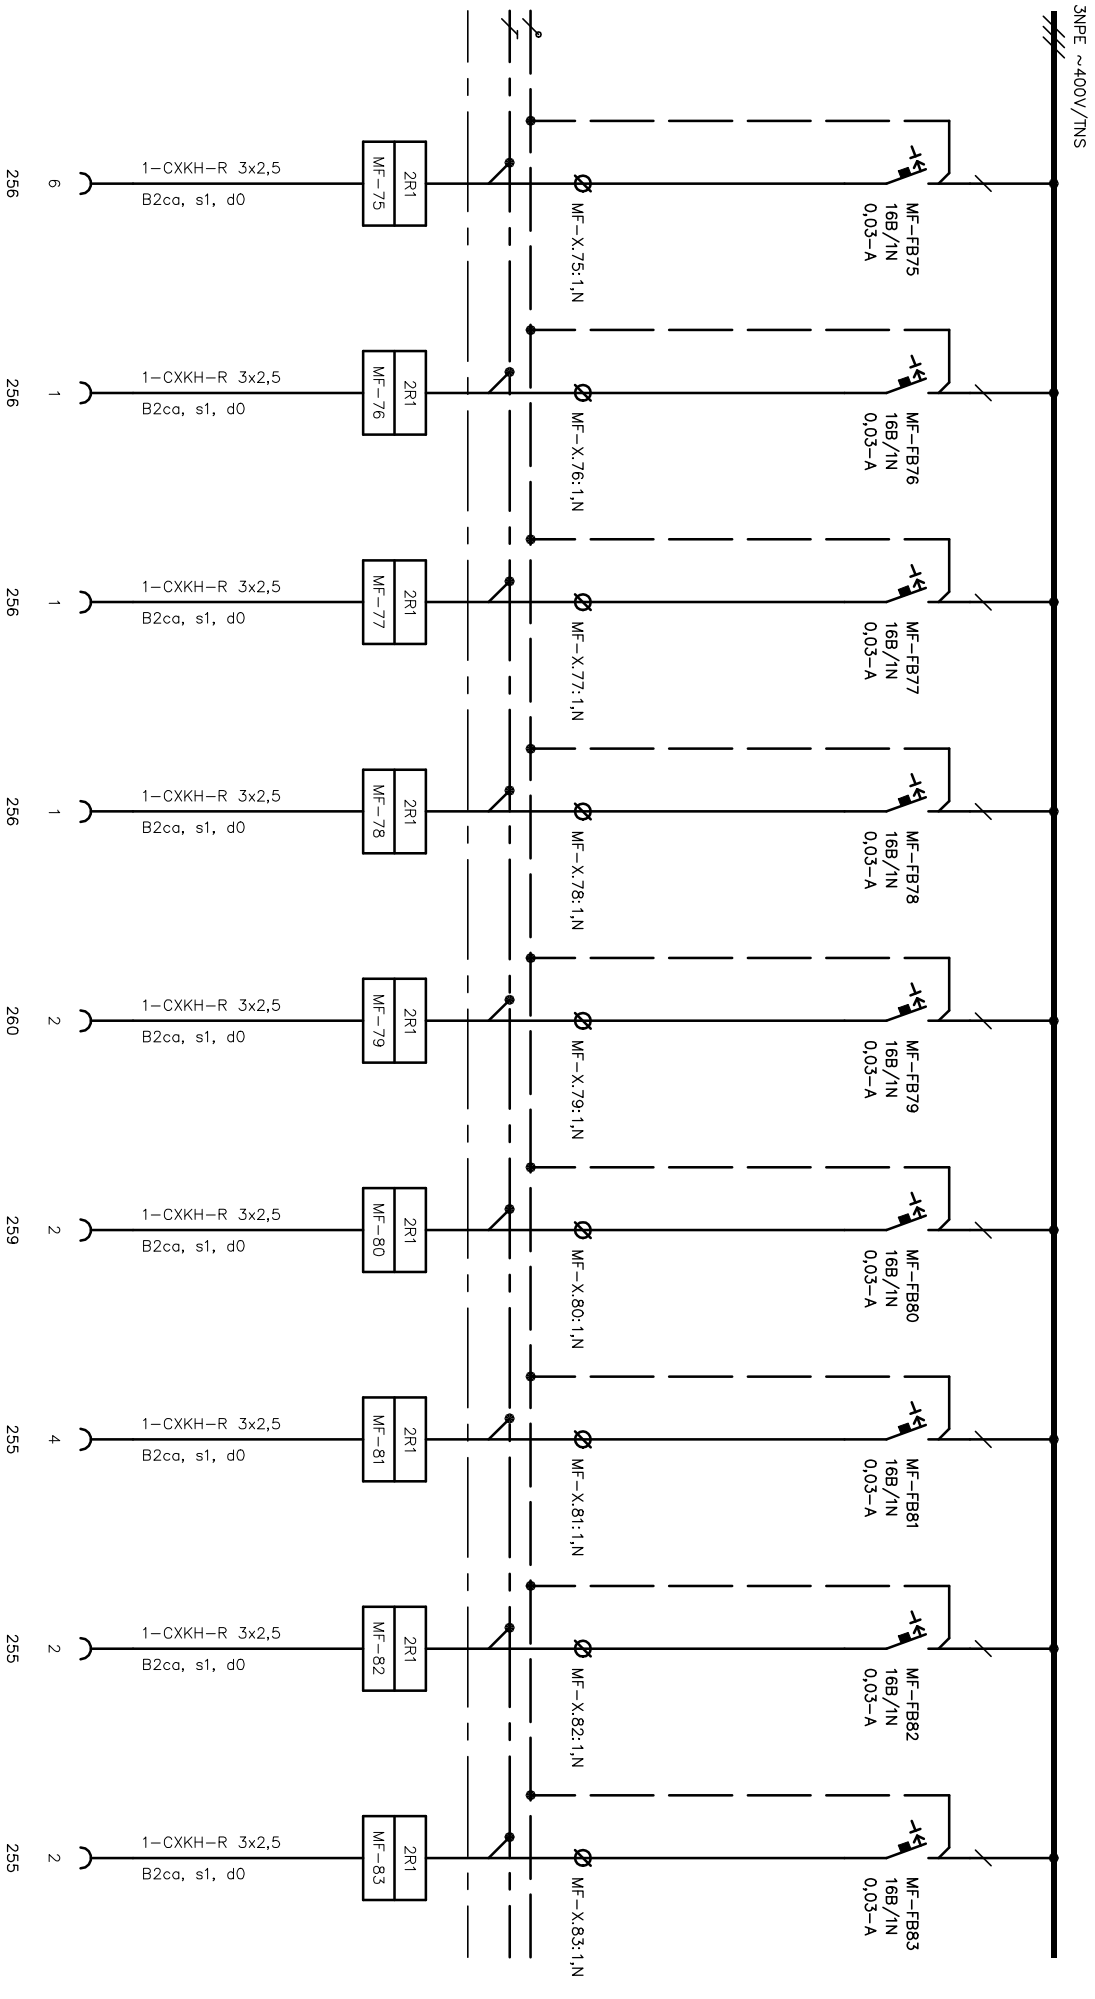 3NPE ~400V/TNS
MF-FB75
16B/1N
0,03-A
MF-X.75:1,N
2R1
MF-75
1-CXKH-R 3x2,5
B2ca, s1, d0
6
256
MF-FB76
16B/1N
0,03-A
MF-X.76:1,N
2R1
MF-76
1-CXKH-R 3x2,5
B2ca, s1, d0
1
256
MF-FB77
16B/1N
0,03-A
MF-X.77:1,N
2R1
MF-77
1-CXKH-R 3x2,5
B2ca, s1, d0
1
256
MF-FB78
16B/1N
0,03-A
MF-X.78:1,N
2R1
MF-78
1-CXKH-R 3x2,5
B2ca, s1, d0
1
256
MF-FB79
16B/1N
0,03-A
MF-X.79:1,N
2R1
MF-79
1-CXKH-R 3x2,5
B2ca, s1, d0
2
260
MF-FB80
16B/1N
0,03-A
MF-X.80:1,N
2R1
MF-80
1-CXKH-R 3x2,5
B2ca, s1, d0
2
259
MF-FB81
16B/1N
0,03-A
MF-X.81:1,N
2R1
MF-81
1-CXKH-R 3x2,5
B2ca, s1, d0
4
255
MF-FB82
16B/1N
0,03-A
MF-X.82:1,N
2R1
MF-82
1-CXKH-R 3x2,5
B2ca, s1, d0
2
255
MF-FB83
16B/1N
0,03-A
MF-X.83:1,N
2R1
MF-83
1-CXKH-R 3x2,5
B2ca, s1, d0
2
255